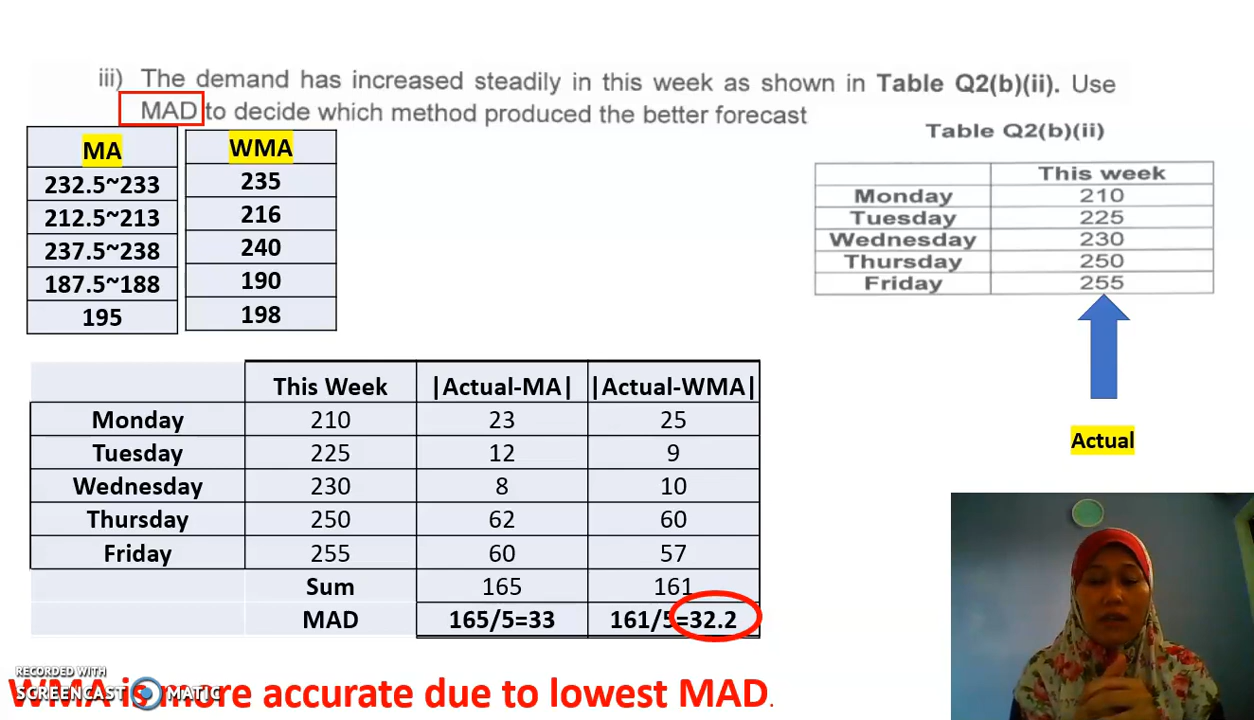 iii) The demand has increased steadily in this week as shown in Table Q2(b)(ii). Use
MAD to decide which method produced the better forecast
MA
232.5~233
212.5~213
237.5~238
187.5~188
195
WMA
235
216
240
190
198
Table Q2(b)(ii)
This week
Monday 210
Tuesday 225
Wednesday 230
Thursday 250
Friday 255
Actual
This Week |Actual-MA| |Actual-WMA|
Monday 210 23 25
Tuesday 225 12 9
Wednesday 230 8 10
Thursday 250 62 60
Friday 255 60 57
Sum 165 161
MAD 165/5=33 161/5=32.2
WMA is more accurate due to lowest MAD.
RECORDED WITH
SCREENCAST MATIC